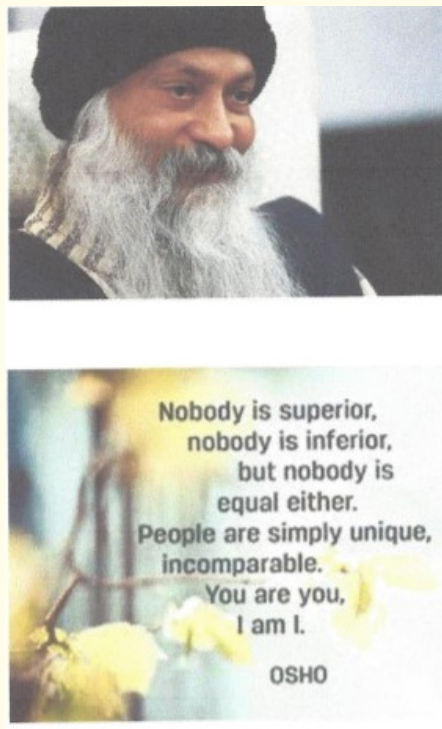 Nobody is superior,
nobody is inferior,
but nobody is
equal either.
People are simply unique,
incomparable.
You are you,
I am I.
OSHO